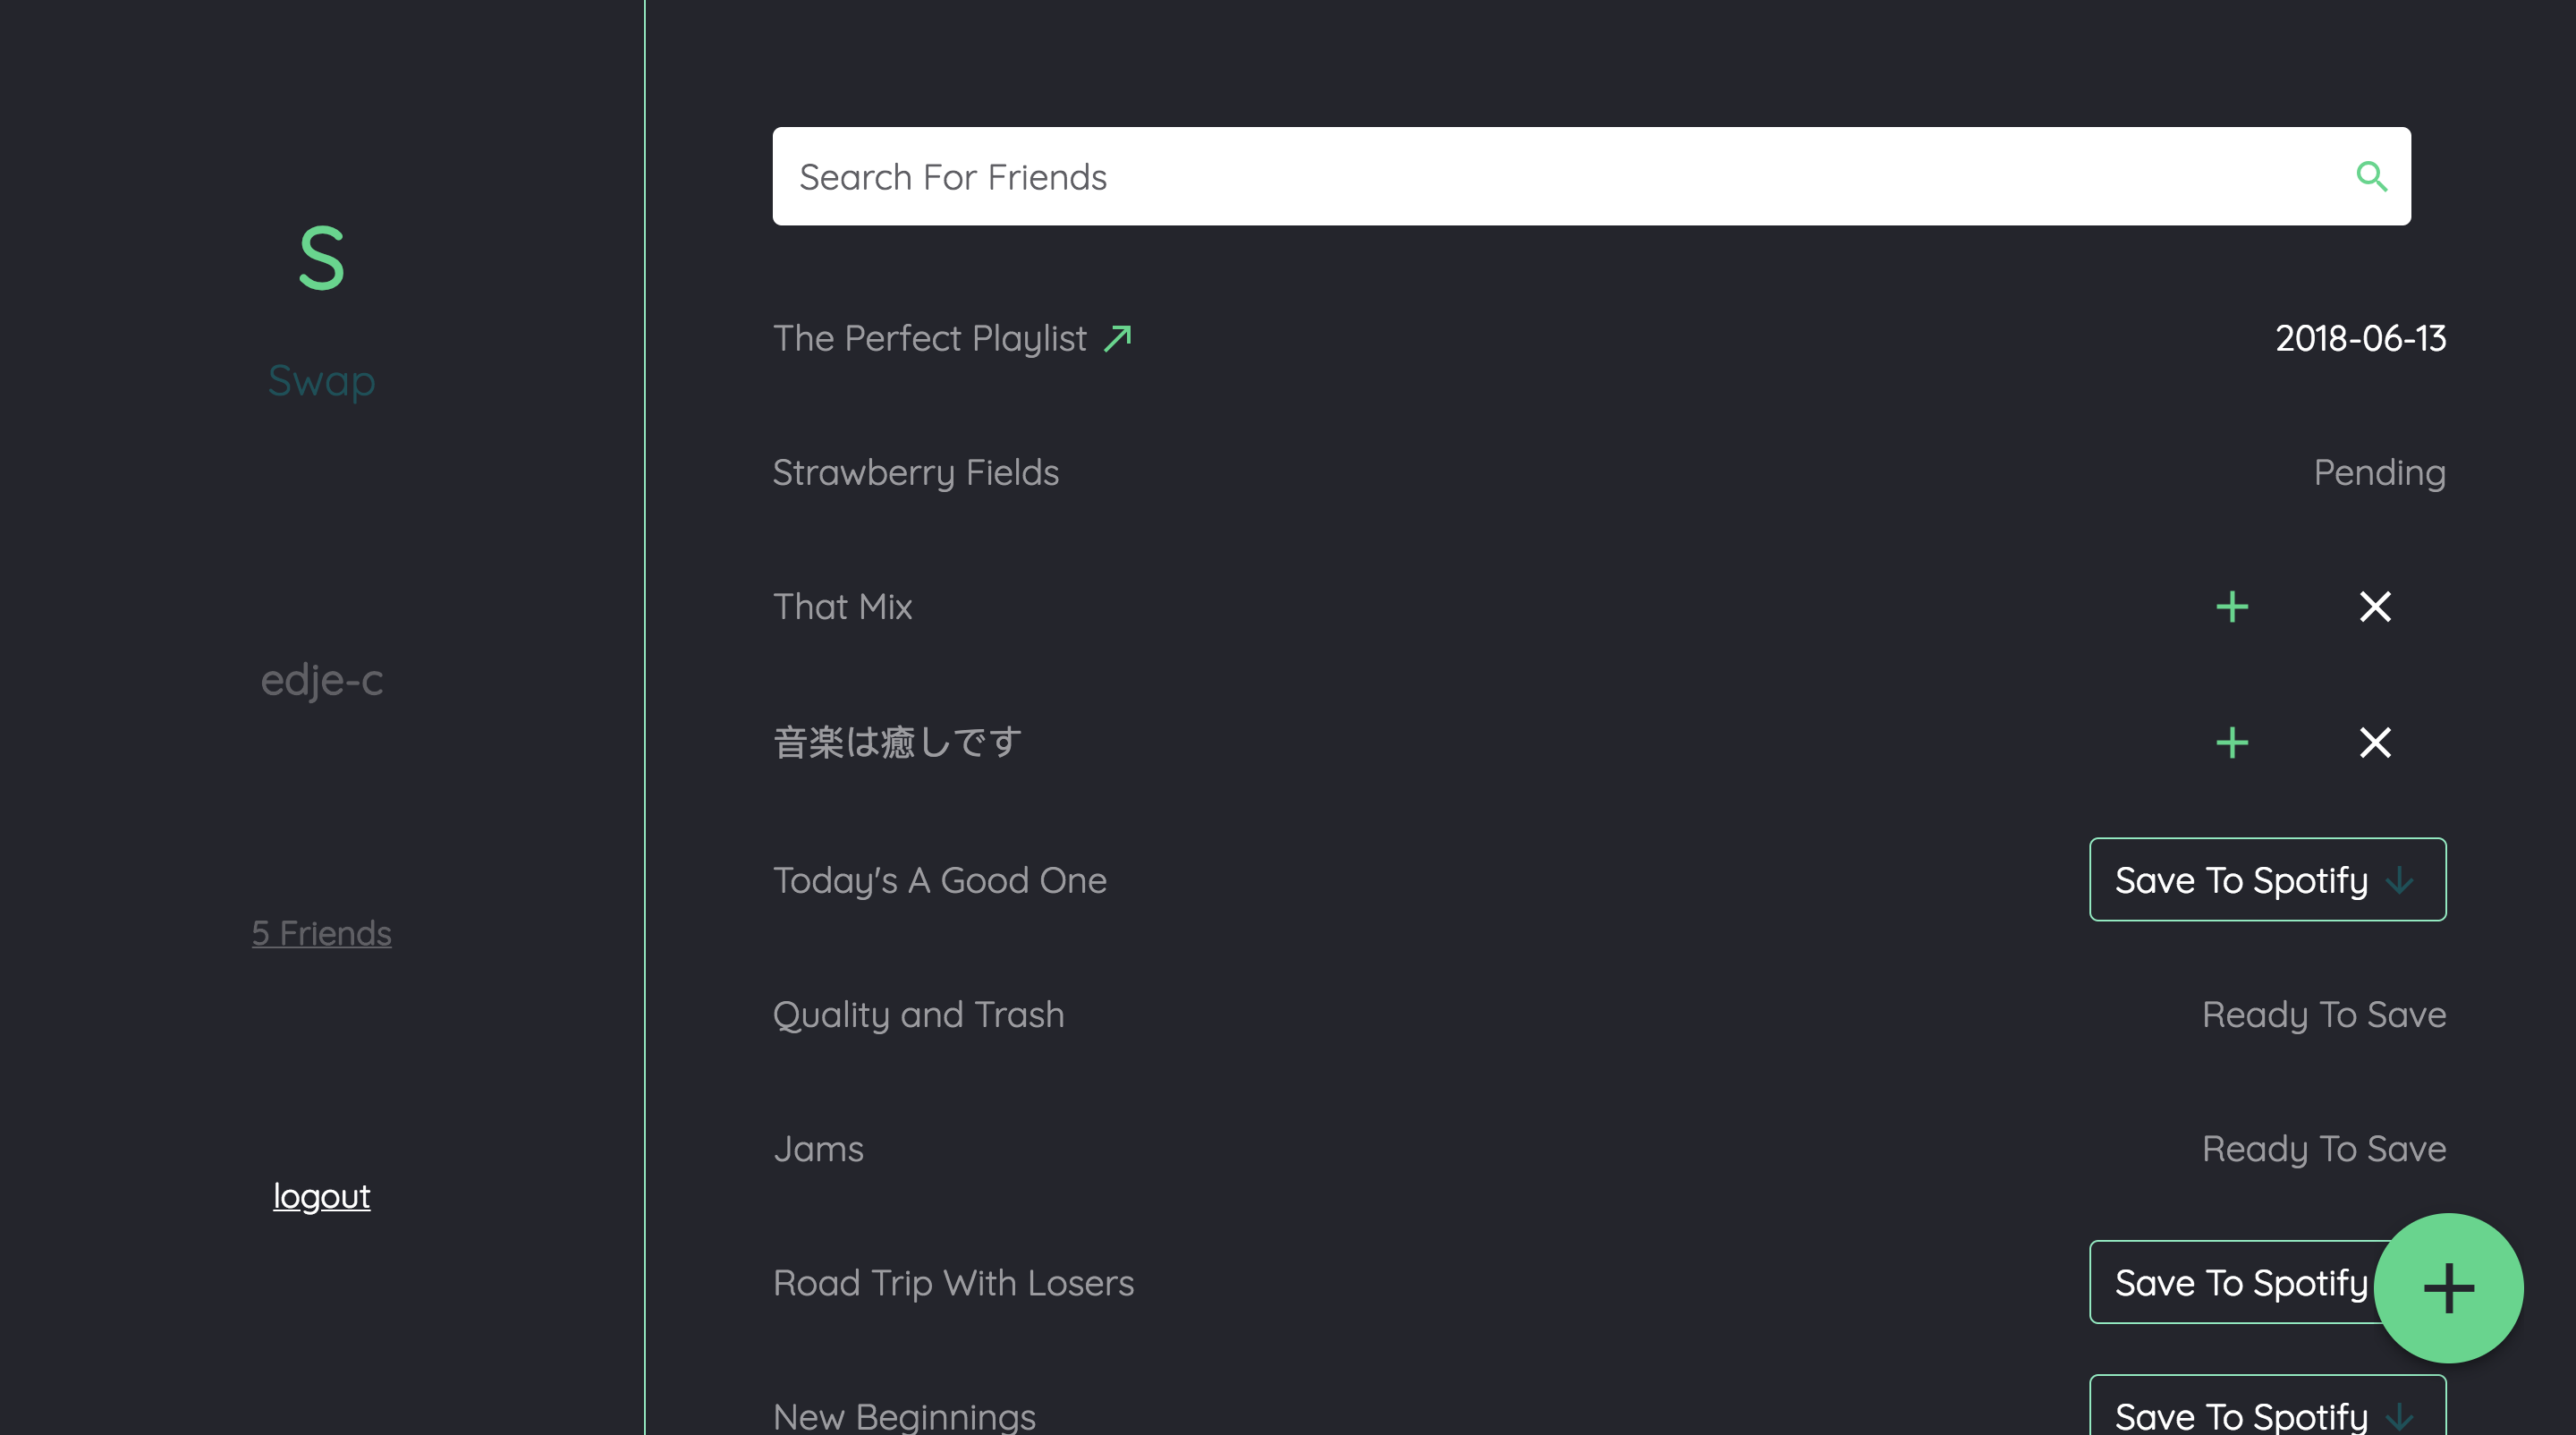 S
Swap
edje-c
5 Friends
logout
Search For Friends
The Perfect Playlist 2018-06-13
Strawberry Fields Pending
That Mix
音楽は癒しです
Today's A Good One Save To Spotify
Quality and Trash Ready To Save
Jams Ready To Save
Road Trip With Losers Save To Spotify
New Beginnings Save To Spotify